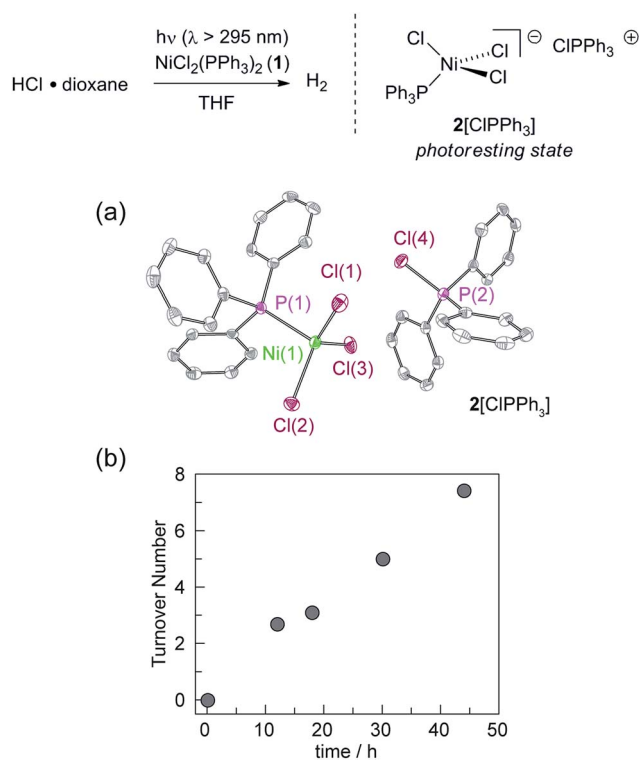 hν (λ > 295 nm)
HCl • dioxane
NiCl₂(PPh₃)₂ (1)
THF
H₂
Cl
Ni
Cl
Cl
Ph₃P
⊖ ClPPh₃ ⊕
2[ClPPh₃]
photoresting state
(a)
Cl(1)
P(1)
Ni(1)
Cl(3)
Cl(2)
Cl(4)
P(2)
2[ClPPh₃]
(b)
Turnover Number
8
6
4
2
0
0 10 20 30 40 50
time / h